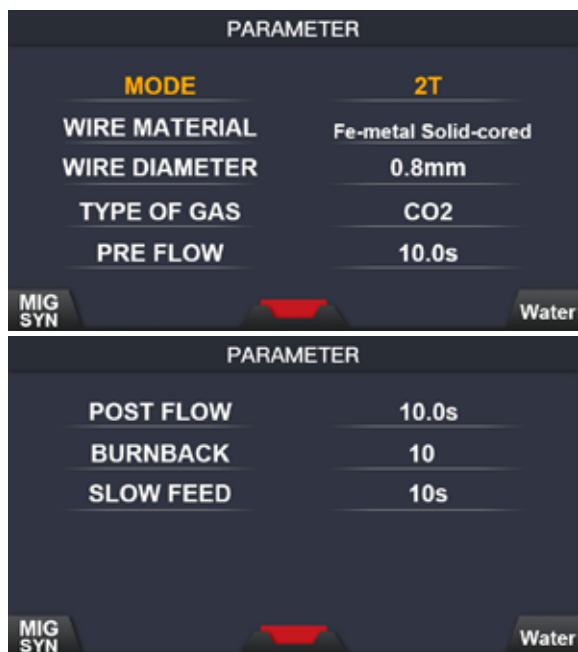 PARAMETER
MODE 2T
WIRE MATERIAL Fe-metal Solid-cored
WIRE DIAMETER 0.8mm
TYPE OF GAS CO2
PRE FLOW 10.0s
MIG
SYN
Water
PARAMETER
POST FLOW 10.0s
BURNBACK 10
SLOW FEED 10s
MIG
SYN
Water